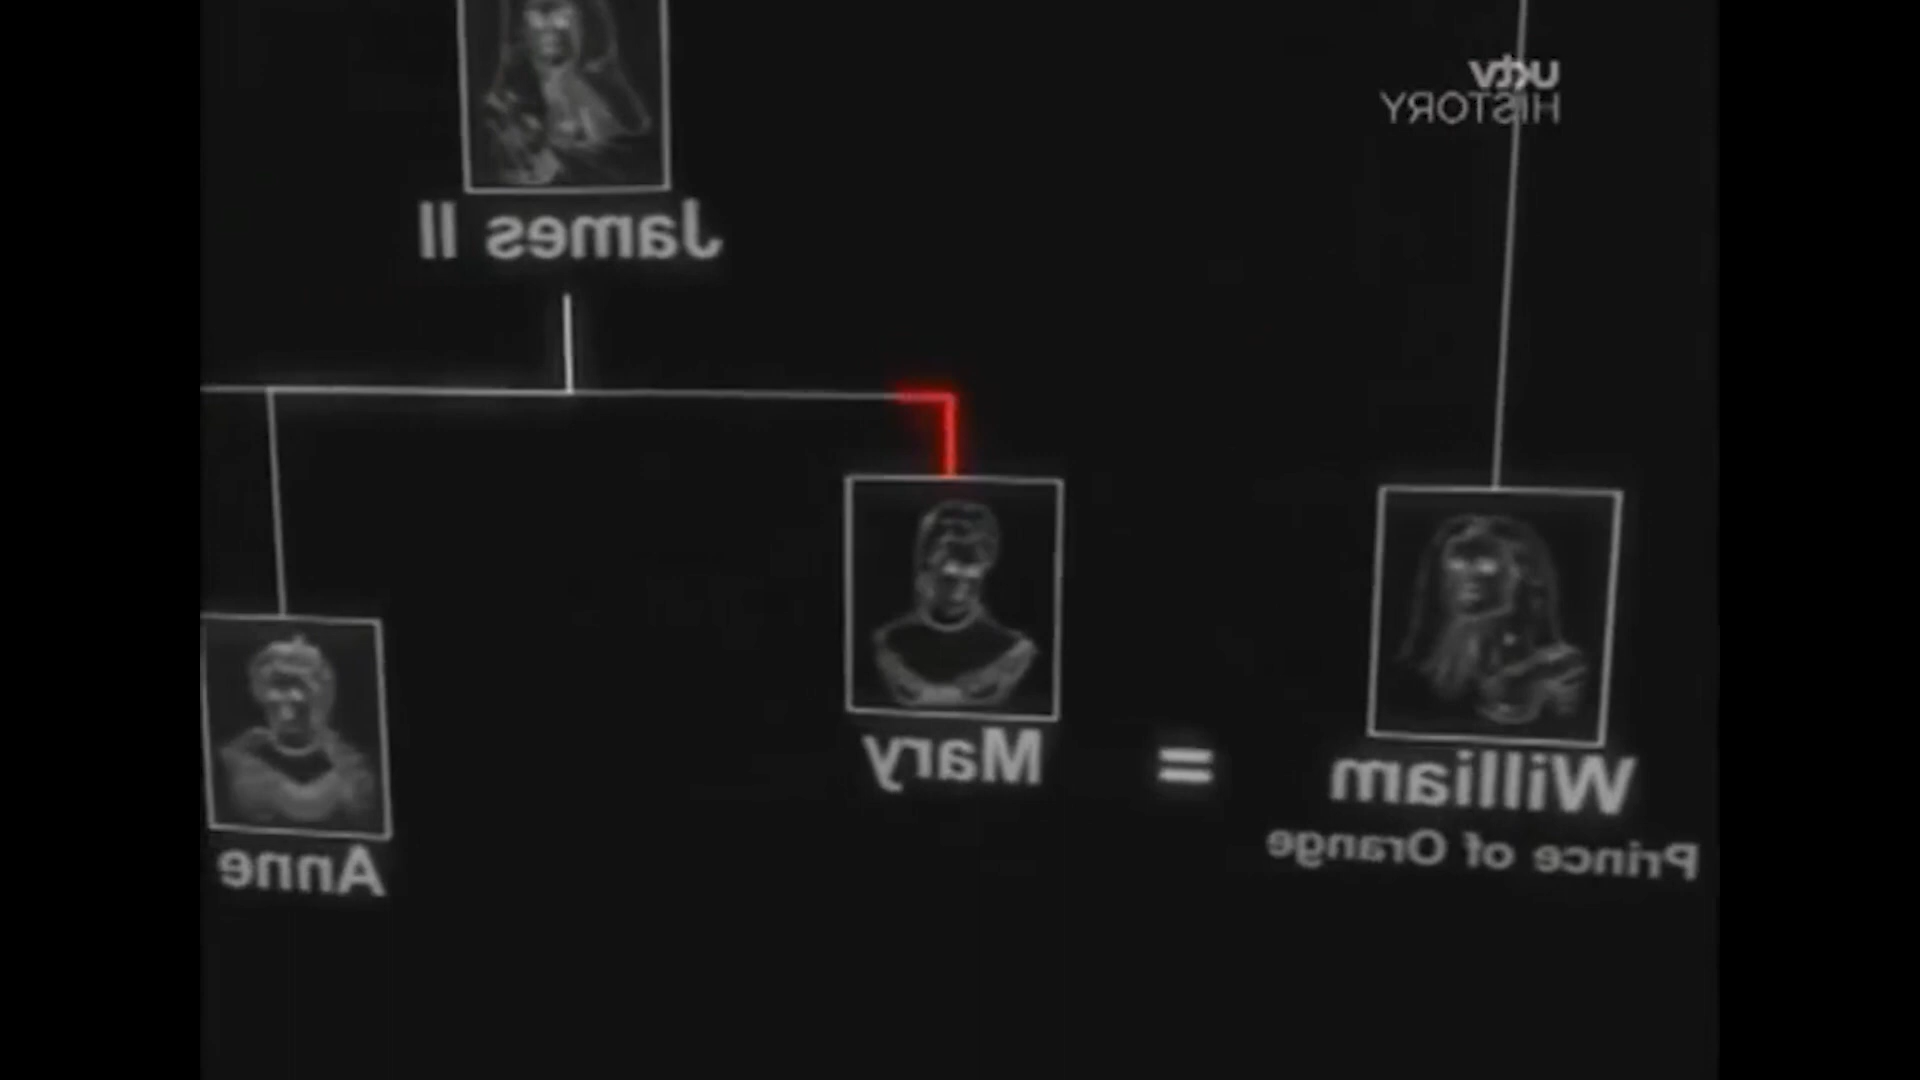 uktv
HISTORY
James II
Mary
=
William
Prince of Orange
Anne